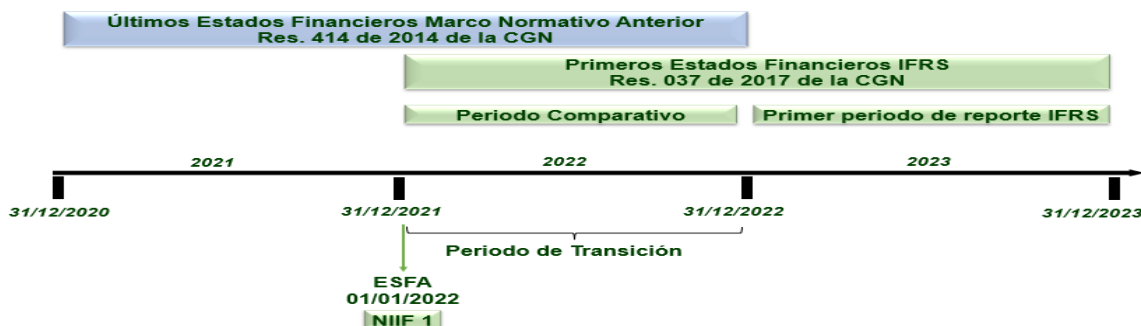 Últimos Estados Financieros Marco Normativo Anterior
Res. 414 de 2014 de la CGN
Primeros Estados Financieros IFRS
Res. 037 de 2017 de la CGN
Periodo Comparativo
Primer periodo de reporte IFRS
2021
2022
2023
31/12/2020
31/12/2021
31/12/2022
31/12/2023
Periodo de Transición
ESFA
01/01/2022
NIIF 1